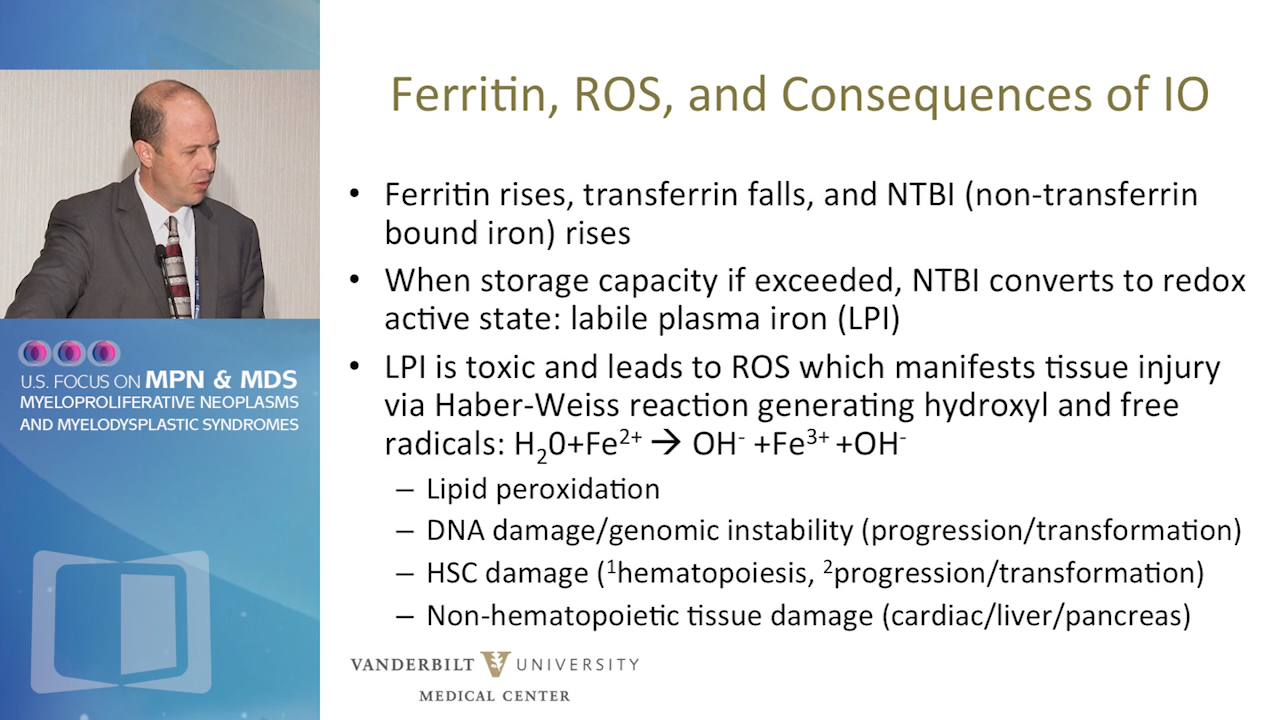 Ferritin, ROS, and Consequences of IO
• Ferritin rises, transferrin falls, and NTBI (non-transferrin
bound iron) rises
• When storage capacity if exceeded, NTBI converts to redox
active state: labile plasma iron (LPI)
• LPI is toxic and leads to ROS which manifests tissue injury
via Haber-Weiss reaction generating hydroxyl and free
radicals: H₂0+Fe²⁺ → OH⁻ +Fe³⁺ +OH⁻
– Lipid peroxidation
– DNA damage/genomic instability (progression/transformation)
– HSC damage (¹hematopoiesis, ²progression/transformation)
– Non-hematopoietic tissue damage (cardiac/liver/pancreas)
VANDERBILT UNIVERSITY
MEDICAL CENTER
U.S. FOCUS ON MPN & MDS
MYELOPROLIFERATIVE NEOPLASMS
AND MYELODYSPLASTIC SYNDROMES